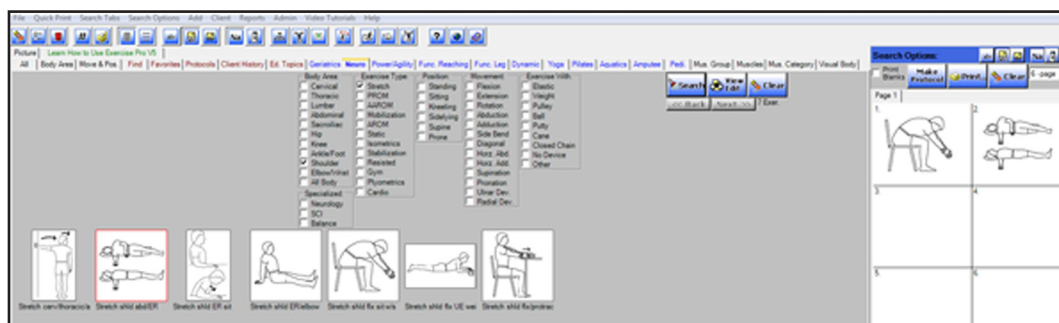 File Quick Print Search Tabs Search Options Add Client Reports Admin Video Tutorials Help
Picture Learn How to Use Exercise Pro V5
All Body Area Move & Pos. Find Favorites Protocols Client History Ed. Topics Geriatrics Neuro Power/Agility Func. Reaching Func. Leg Dynamic Yoga Pilates Aquatics Amputee Pedi. Mus. Group Muscles Mus. Category Visual Body
Body Area Exercise Type Position Movement Exercise With
Cervical Stretch Standing Flexion Elastic
Thoracic PROM Sitting Extension Weight
Lumbar AAROM Kneeling Rotation Pulley
Abdominal Mobilization Sidelying Abduction Ball
Sacroiliac AROM Supine Adduction Putty
Hip Static Prone Side Bend Cane
Knee Isometrics Diagonal Closed Chain
Ankle/Foot Stabilization Horz. Abd. No Device
Shoulder Resisted Horz. Add. Other
Elbow/Wrist Gym Supination
All Body Plyometrics Pronation
Specialized Cardio Ulnar Dev.
Neurology Radial Dev.
SCI
Balance
Search View Edit Clear
<< Back Next >> 7 Exer.
Stretch cerv/thoracic/s Stretch shld abd/ER Stretch shld ER sit Stretch shld ER/elbow Stretch shld flx sit w/s Stretch shld flx UE wei Stretch shld flx/protrac
Search Options:
Print Blanks Make Protocol Print... Clear 6 -page
Page 1
1. 2.
3 4.
5. 6.